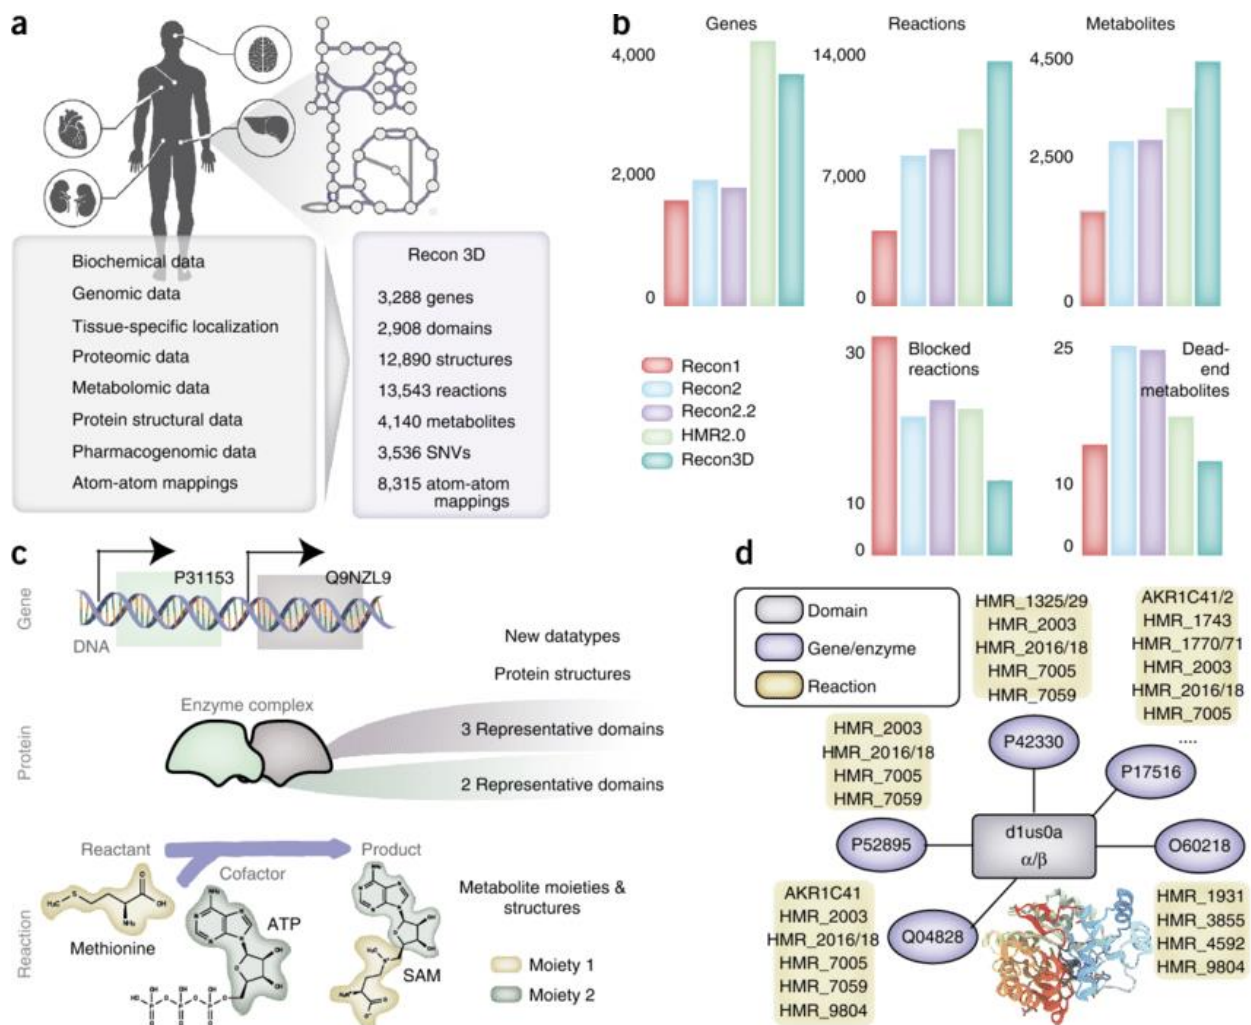 a
Biochemical data
Genomic data
Tissue-specific localization
Proteomic data
Metabolomic data
Protein structural data
Pharmacogenomic data
Atom-atom mappings
Recon 3D
3,288 genes
2,908 domains
12,890 structures
13,543 reactions
4,140 metabolites
3,536 SNVs
8,315 atom-atom
mappings
b
Genes
4,000
2,000
0
Reactions
14,000
7,000
0
Metabolites
4,500
2,500
0
Recon1
Recon2
Recon2.2
HMR2.0
Recon3D
Blocked
reactions
30
10
0
Dead-
end
metabolites
25
10
0
c
Gene
P31153
Q9NZL9
DNA
New datatypes
Protein structures
Protein
Enzyme complex
3 Representative domains
2 Representative domains
Reaction
Reactant
Cofactor
Product
Methionine
ATP
SAM
Metabolite moieties &
structures
Moiety 1
Moiety 2
d
Domain
Gene/enzyme
Reaction
HMR_1325/29
HMR_2003
HMR_2016/18
HMR_7005
HMR_7059
P42330
AKR1C41/2
HMR_1743
HMR_1770/71
HMR_2003
HMR_2016/18
HMR_7005
....
P17516
HMR_2003
HMR_2016/18
HMR_7005
HMR_7059
P52895
d1us0a
α/β
O60218
AKR1C41
HMR_2003
HMR_2016/18
HMR_7005
HMR_7059
HMR_9804
Q04828
HMR_1931
HMR_3855
HMR_4592
HMR_9804